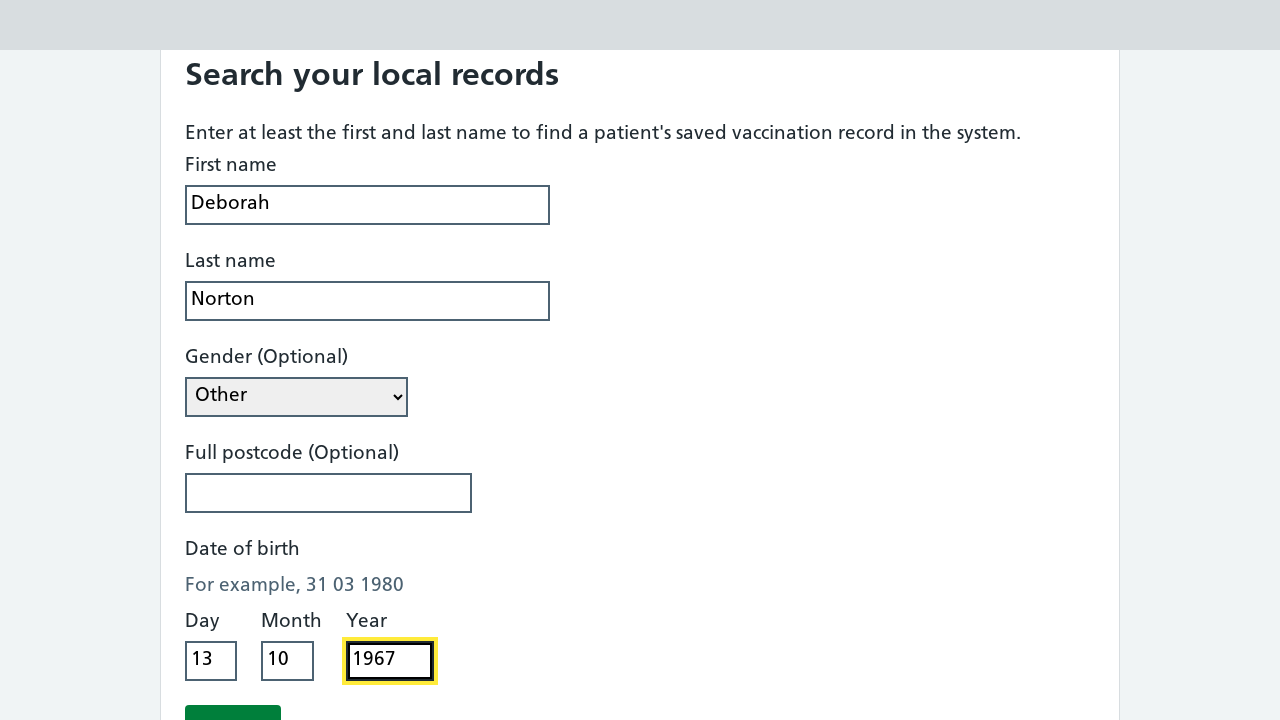 Search your local records
Enter at least the first and last name to find a patient's saved vaccination record in the system.
First name
Deborah
Last name
Norton
Gender (Optional)
Other
Full postcode (Optional)
Date of birth
For example, 31 03 1980
Day Month Year
13 10 1967